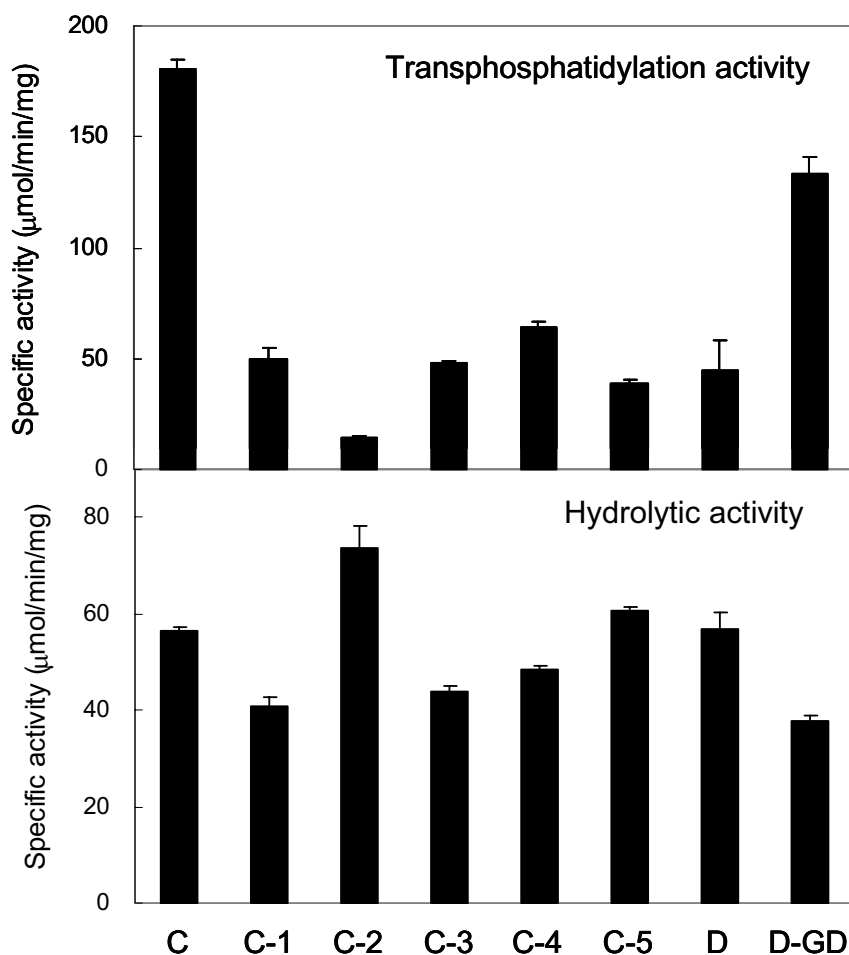 Transphosphatidylation activity
Specific activity (μmol/min/mg)
200
150
100
50
0
Hydrolytic activity
Specific activity (μmol/min/mg)
80
60
40
20
0
C C-1 C-2 C-3 C-4 C-5 D D-GD